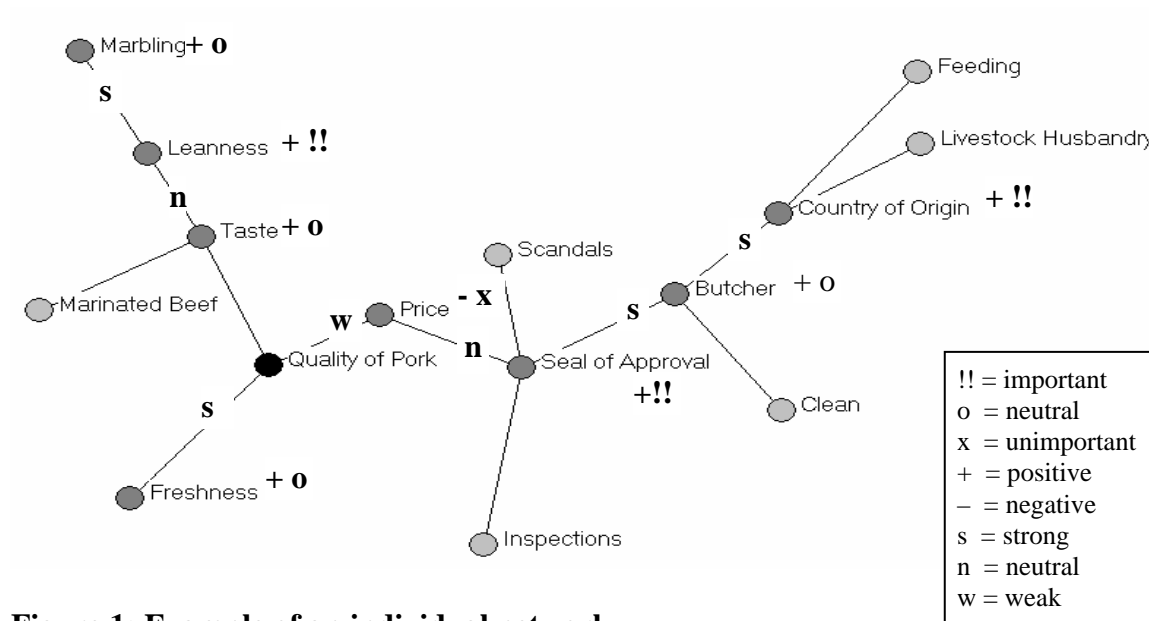 Marbling + o
s
Leanness + !!
n
Taste + o
Marinated Beef
Quality of Pork
w
Price - x
n
s
Freshness + o
Scandals
Seal of Approval
+!!
Inspections
s
Butcher + o
Clean
s
Country of Origin + !!
Feeding
Livestock Husbandry
!! = important
o = neutral
x = unimportant
+ = positive
– = negative
s = strong
n = neutral
w = weak
Figure 1. Example of an individual network